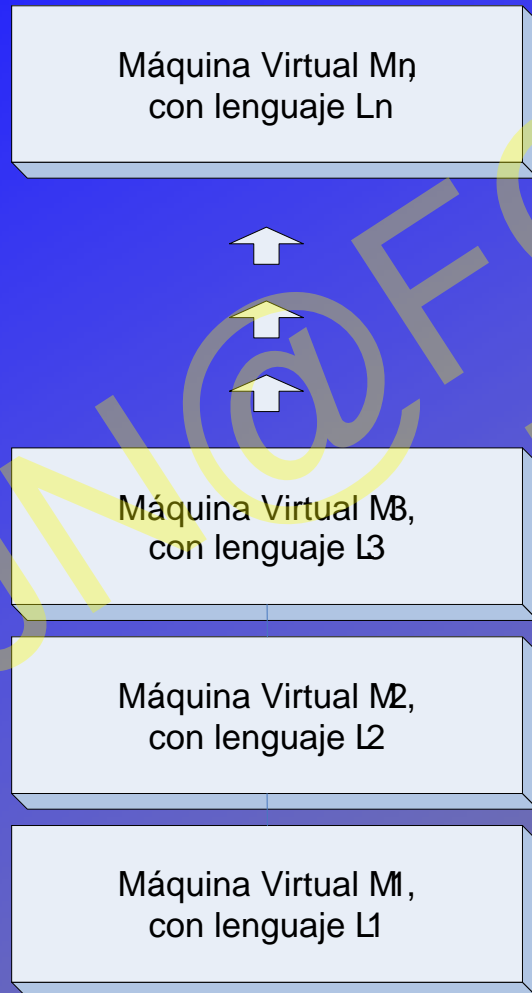 Máquina Virtual Mn,
con lenguaje Ln
Máquina Virtual M3,
con lenguaje L3
Máquina Virtual M2,
con lenguaje L2
Máquina Virtual M1,
con lenguaje L1